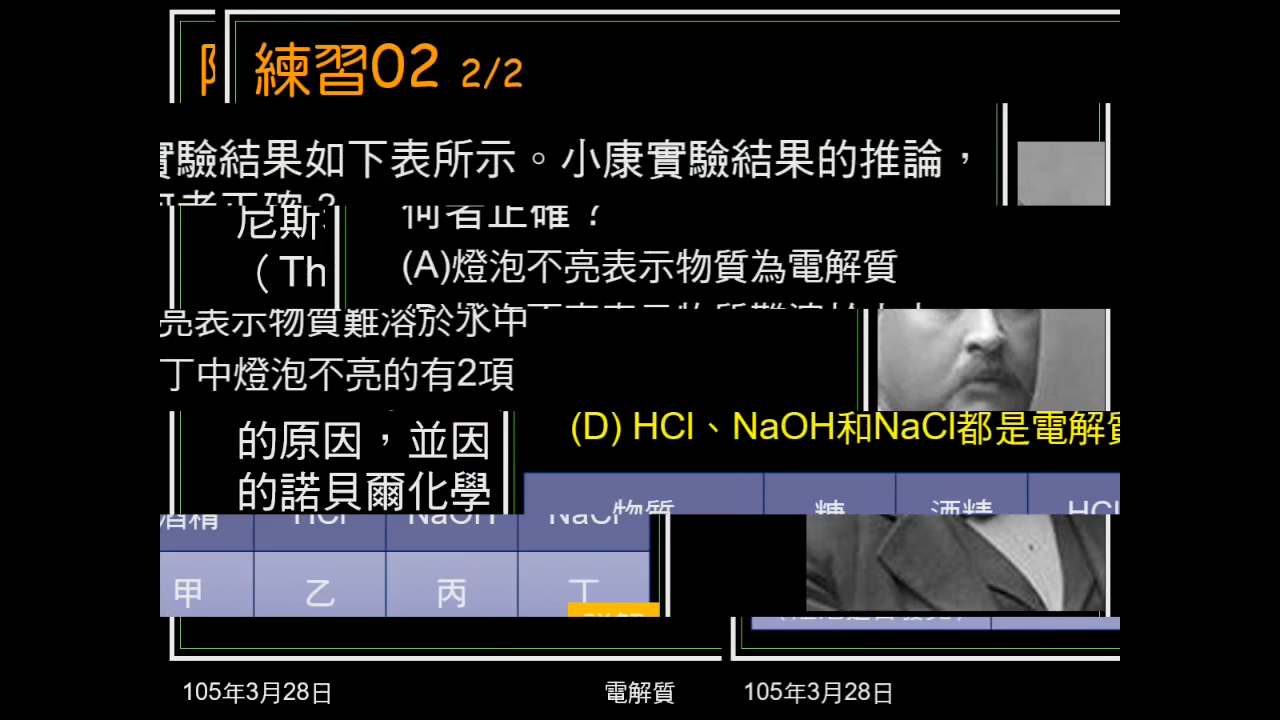 練習02 2/2
實驗結果如下表所示。小康實驗結果的推論，
何者正確？
尼斯
（Th
(A)燈泡不亮表示物質為電解質
亮表示物質難溶於水中
丁中燈泡不亮的有2項
的原因，並因
的諾貝爾化學
(D) HCl、NaOH和NaCl都是電解質
物質 糖 酒精 HCl
酒精 HCl NaOH NaCl
甲 乙 丙 丁
105年3月28日 電解質 105年3月28日